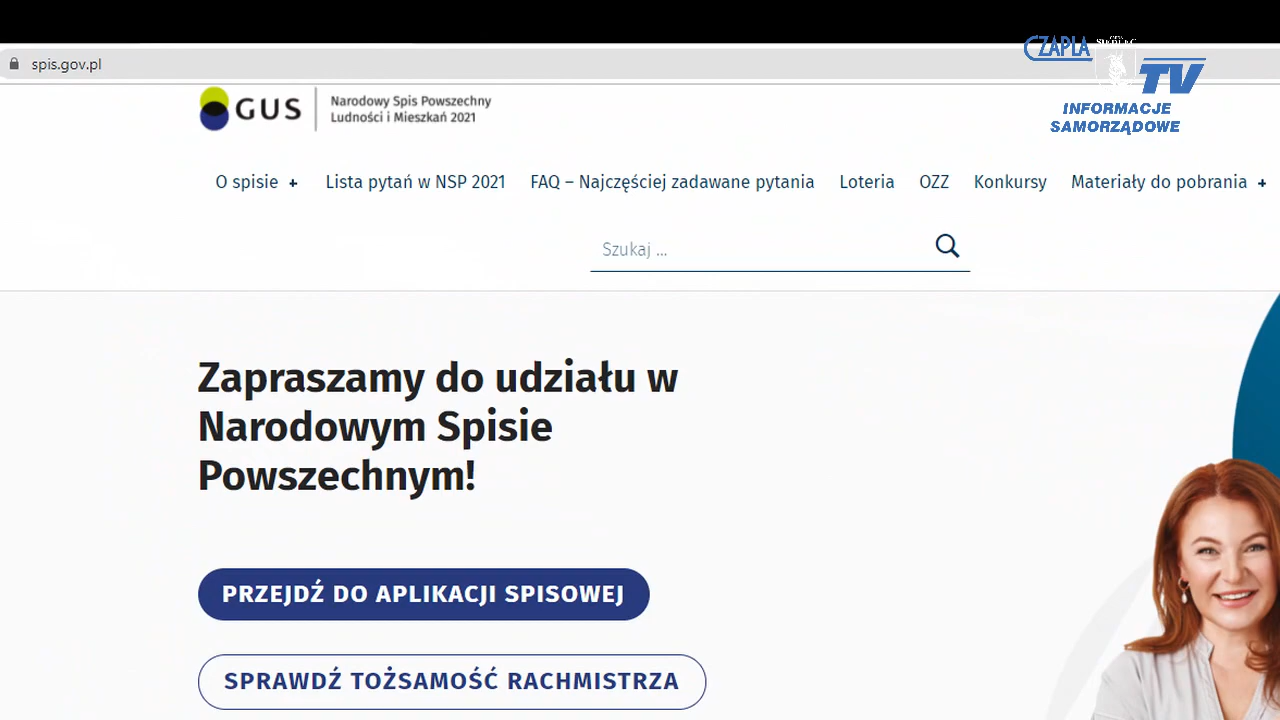 spis.gov.pl
CZAPLA
TV
INFORMACJE
SAMORZĄDOWE
GUS
Narodowy Spis Powszechny
Ludności i Mieszkań 2021
O spisie +
Lista pytań w NSP 2021
FAQ – Najczęściej zadawane pytania
Loteria
OZZ
Konkursy
Materiały do pobrania +
Szukaj ...
Zapraszamy do udziału w
Narodowym Spisie
Powszechnym!
PRZEJDŹ DO APLIKACJI SPISOWEJ
SPRAWDŹ TOŻSAMOŚĆ RACHMISTRZA